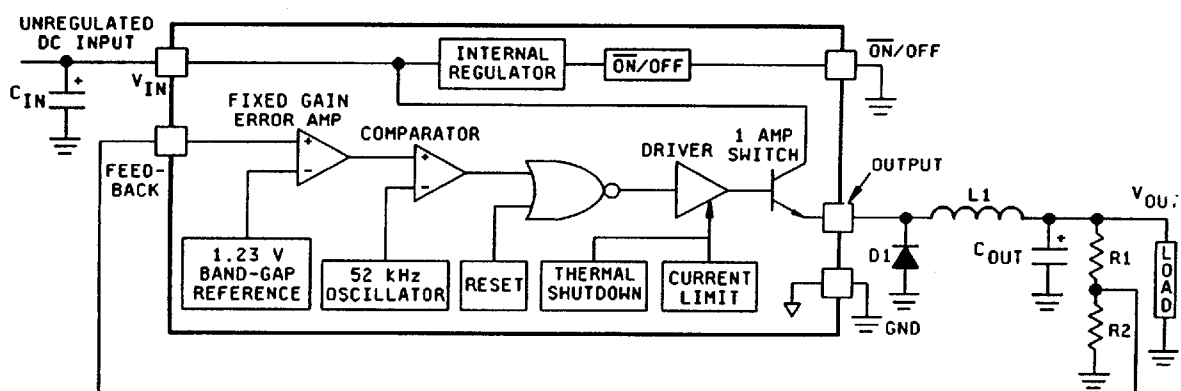 UNREGULATED
DC INPUT
C IN
+
V IN
INTERNAL
REGULATOR
ON/OFF
ON/OFF
FIXED GAIN
ERROR AMP
COMPARATOR
DRIVER
1 AMP
SWITCH
OUTPUT
FEED-
BACK
+
-
+
-
L1
V OUT
1.23 V
BAND-GAP
REFERENCE
52 KHz
OSCILLATOR
RESET
THERMAL
SHUTDOWN
CURRENT
LIMIT
D1
C OUT
+
R1
R2
LOAD
GND